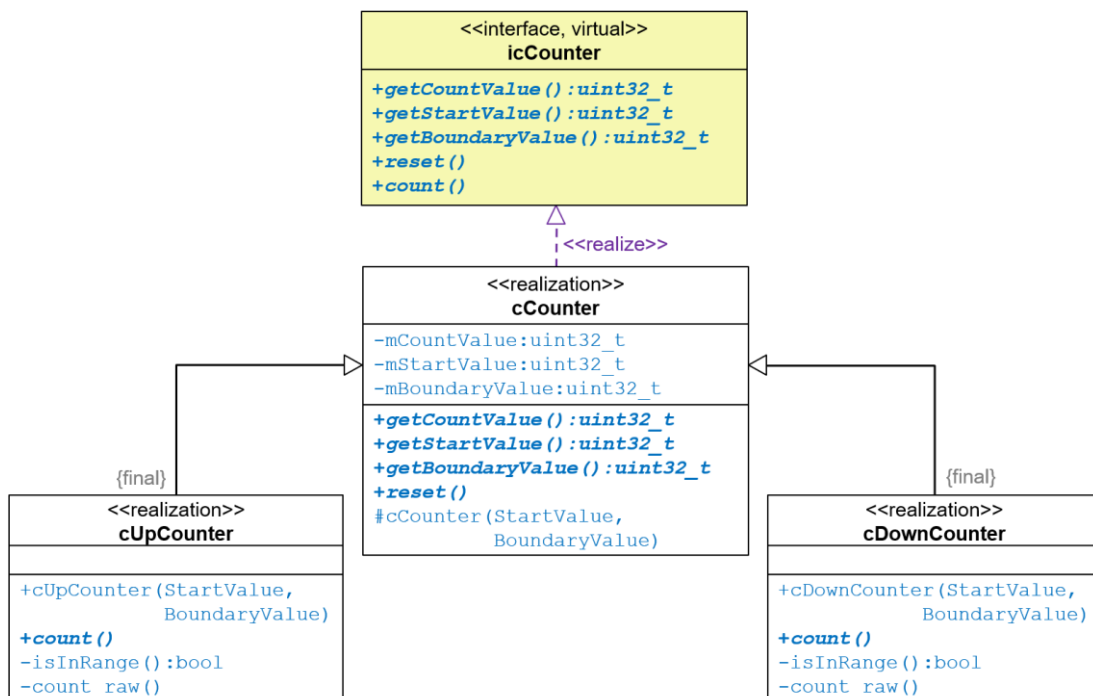 <<interface, virtual>>
icCounter
+getCountValue():uint32_t
+getStartValue():uint32_t
+getBoundaryValue():uint32_t
+reset()
+count()
<<realize>>
<<realization>>
cCounter
-mCountValue:uint32_t
-mStartValue:uint32_t
-mBoundaryValue:uint32_t
+getCountValue():uint32_t
+getStartValue():uint32_t
+getBoundaryValue():uint32_t
+reset()
#cCounter(StartValue,
BoundaryValue)
{final}
<<realization>>
cUpCounter
+cUpCounter(StartValue,
BoundaryValue)
+count()
-isInRange():bool
-count_raw()
{final}
<<realization>>
cDownCounter
+cDownCounter(StartValue,
BoundaryValue)
+count()
-isInRange():bool
-count_raw()